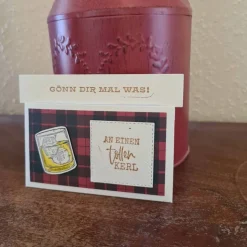 GÖNN DIR MAL WAS!
AN EINEN
tollen
KERL